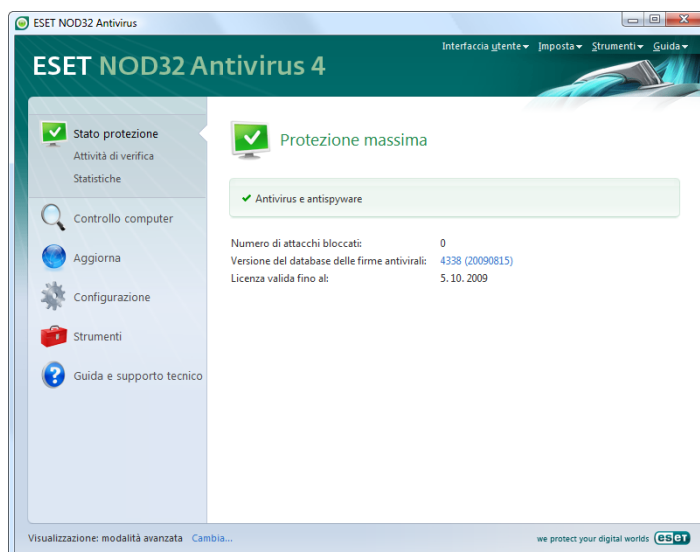 ESET NOD32 Antivirus
Interfaccia utente Imposta Strumenti Guida
ESET NOD32 Antivirus 4
Stato protezione
Attività di verifica
Statistiche
Controllo computer
Aggiorna
Configurazione
Strumenti
Guida e supporto tecnico
Protezione massima
Antivirus e antispyware
Numero di attacchi bloccati: 0
Versione del database delle firme antivirali: 4338 (20090815)
Licenza valida fino al: 5. 10. 2009
Visualizzazione: modalità avanzata Cambia...
we protect your digital worlds eset